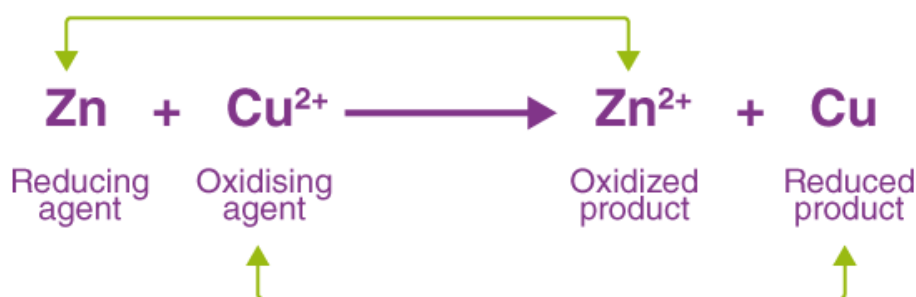 Zn + Cu²⁺ ⟶ Zn²⁺ + Cu
Reducing agent Oxidising agent Oxidized product Reduced product